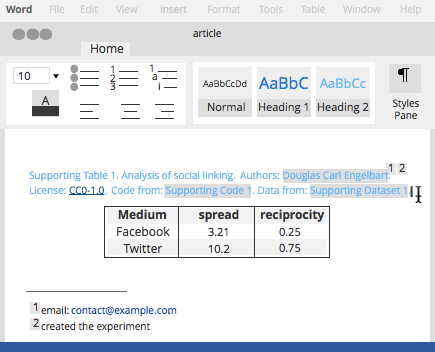 Word File Edit View Insert Format Tools Table Window Help
article
Home
10
A
1
2
3
1
a
i
AaBbCcDd AaBbC AaBbCc
Normal Heading 1 Heading 2
¶
Styles
Pane
Supporting Table 1. Analysis of social linking. Authors: Douglas Carl Engelbart 1 2.
License: CC0-1.0. Code from: Supporting Code 1. Data from: Supporting Dataset 1.
Medium spread reciprocity
Facebook 3.21 0.25
Twitter 10.2 0.75
1 email: contact@example.com
2 created the experiment